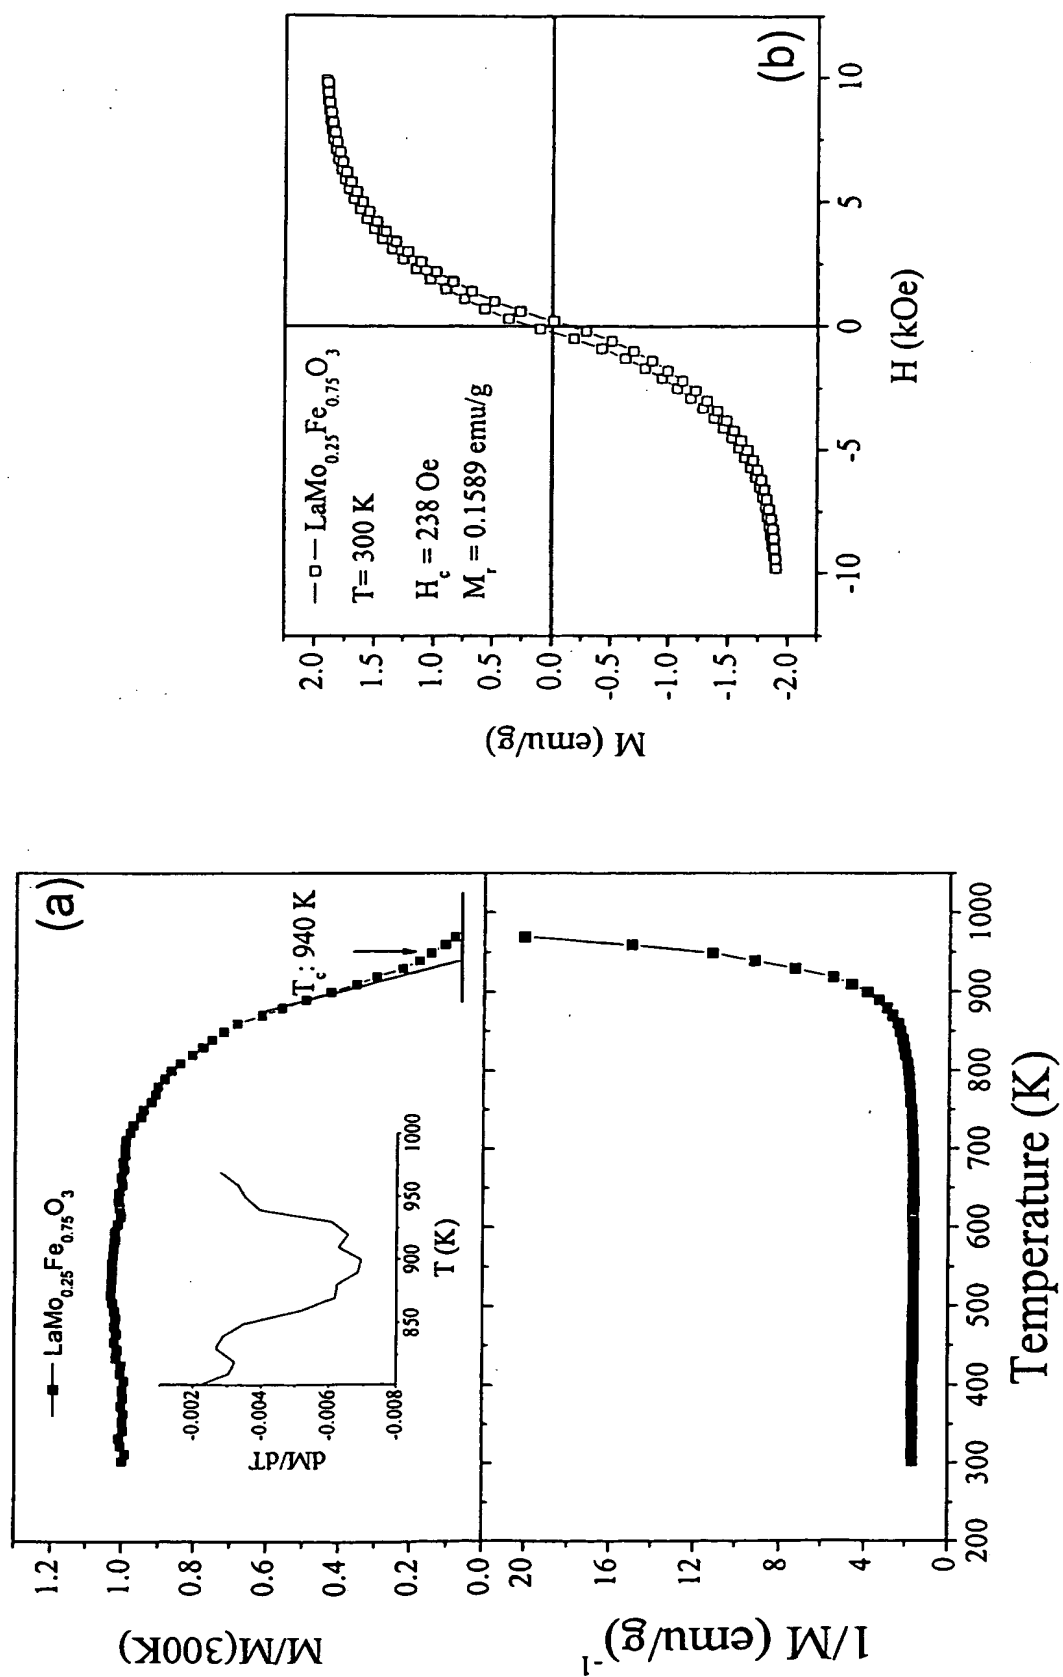 (a)
LaMo0.25Fe0.75O3
Tc: 940 K
M/M(300K)
1.2
1.0
0.8
0.6
0.4
0.2
0.0
dM/dT
-0.002
-0.004
-0.006
-0.008
850
900
950
1000
T (K)
1/M (emu/g)-1
20
16
12
8
4
0
200
300
400
500
600
700
800
900
1000
Temperature (K)
(b)
LaMo0.25Fe0.75O3
T= 300 K
Hc = 238 Oe
Mr = 0.1589 emu/g
M (emu/g)
2.0
1.5
1.0
0.5
0.0
-0.5
-1.0
-1.5
-2.0
-10
-5
0
5
10
H (kOe)